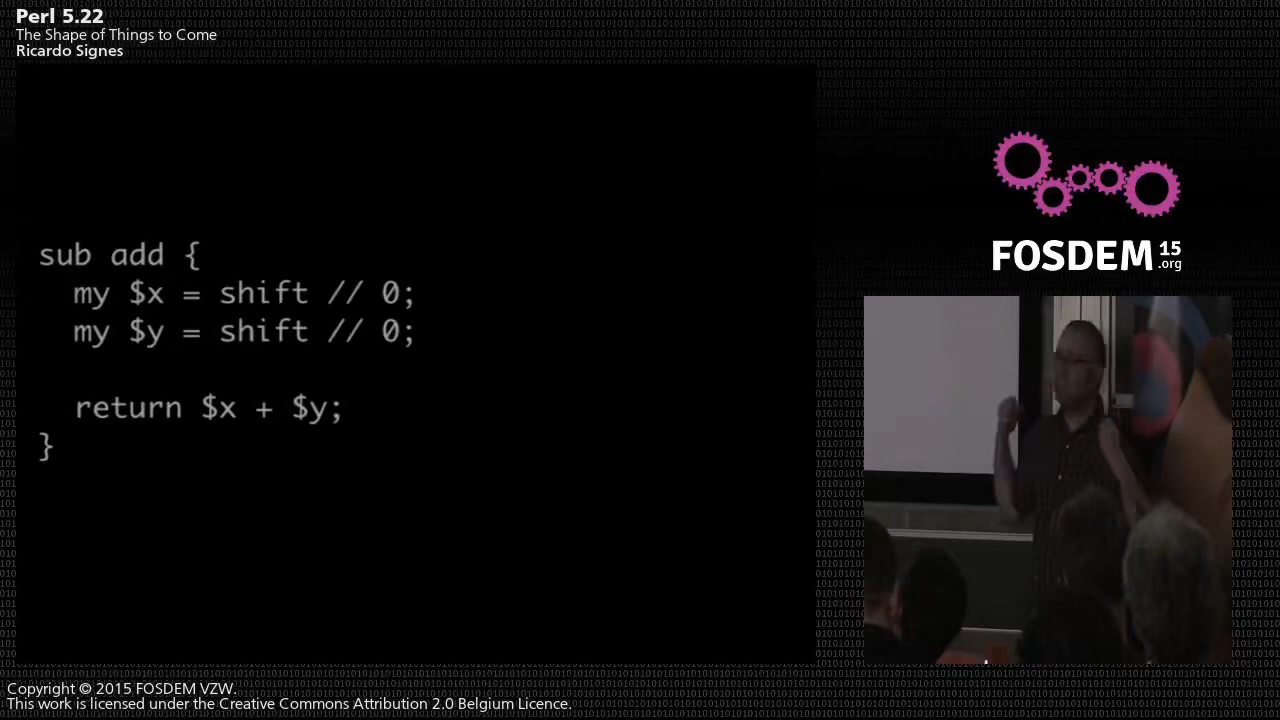 Perl 5.22
The Shape of Things to Come
Ricardo Signes
sub add {
  my $x = shift // 0;
  my $y = shift // 0;
  return $x + $y;
}
FOSDEM 15
.org
Copyright © 2015 FOSDEM VZW.
This work is licensed under the Creative Commons Attribution 2.0 Belgium Licence.